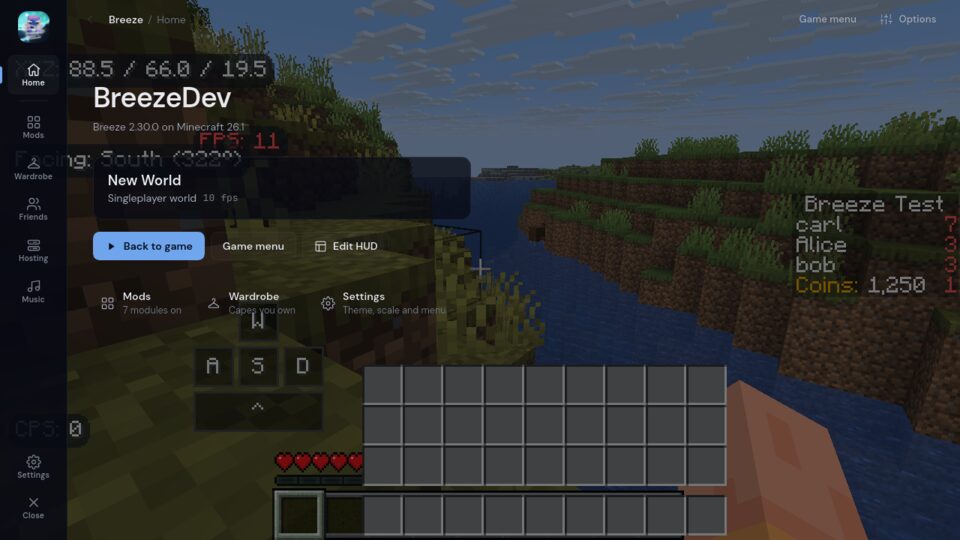 Breeze / Home
Game menu
Options
88.5 / 66.0 / 19.5
Home
BreezeDev
Breeze 2.30.0 on Minecraft 26.1
Mods
FPS: 11
Facing: South (322°)
Wardrobe
New World
Singleplayer world 10 fps
Friends
Breeze Test
carl 7
Alice 3
bob 3
Coins: 1,250 1
Back to game
Game menu
Edit HUD
Hosting
Music
Mods
7 modules on
Wardrobe
Capes you own
Settings
Theme, scale and menu
W
A S D
^
CPS: 0
Settings
Close